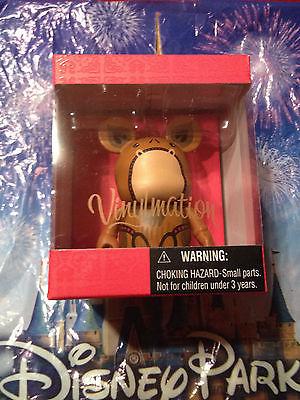 Vinylmation
WARNING:
CHOKING HAZARD-Small parts.
Not for children under 3 years.
DISNEY PARK